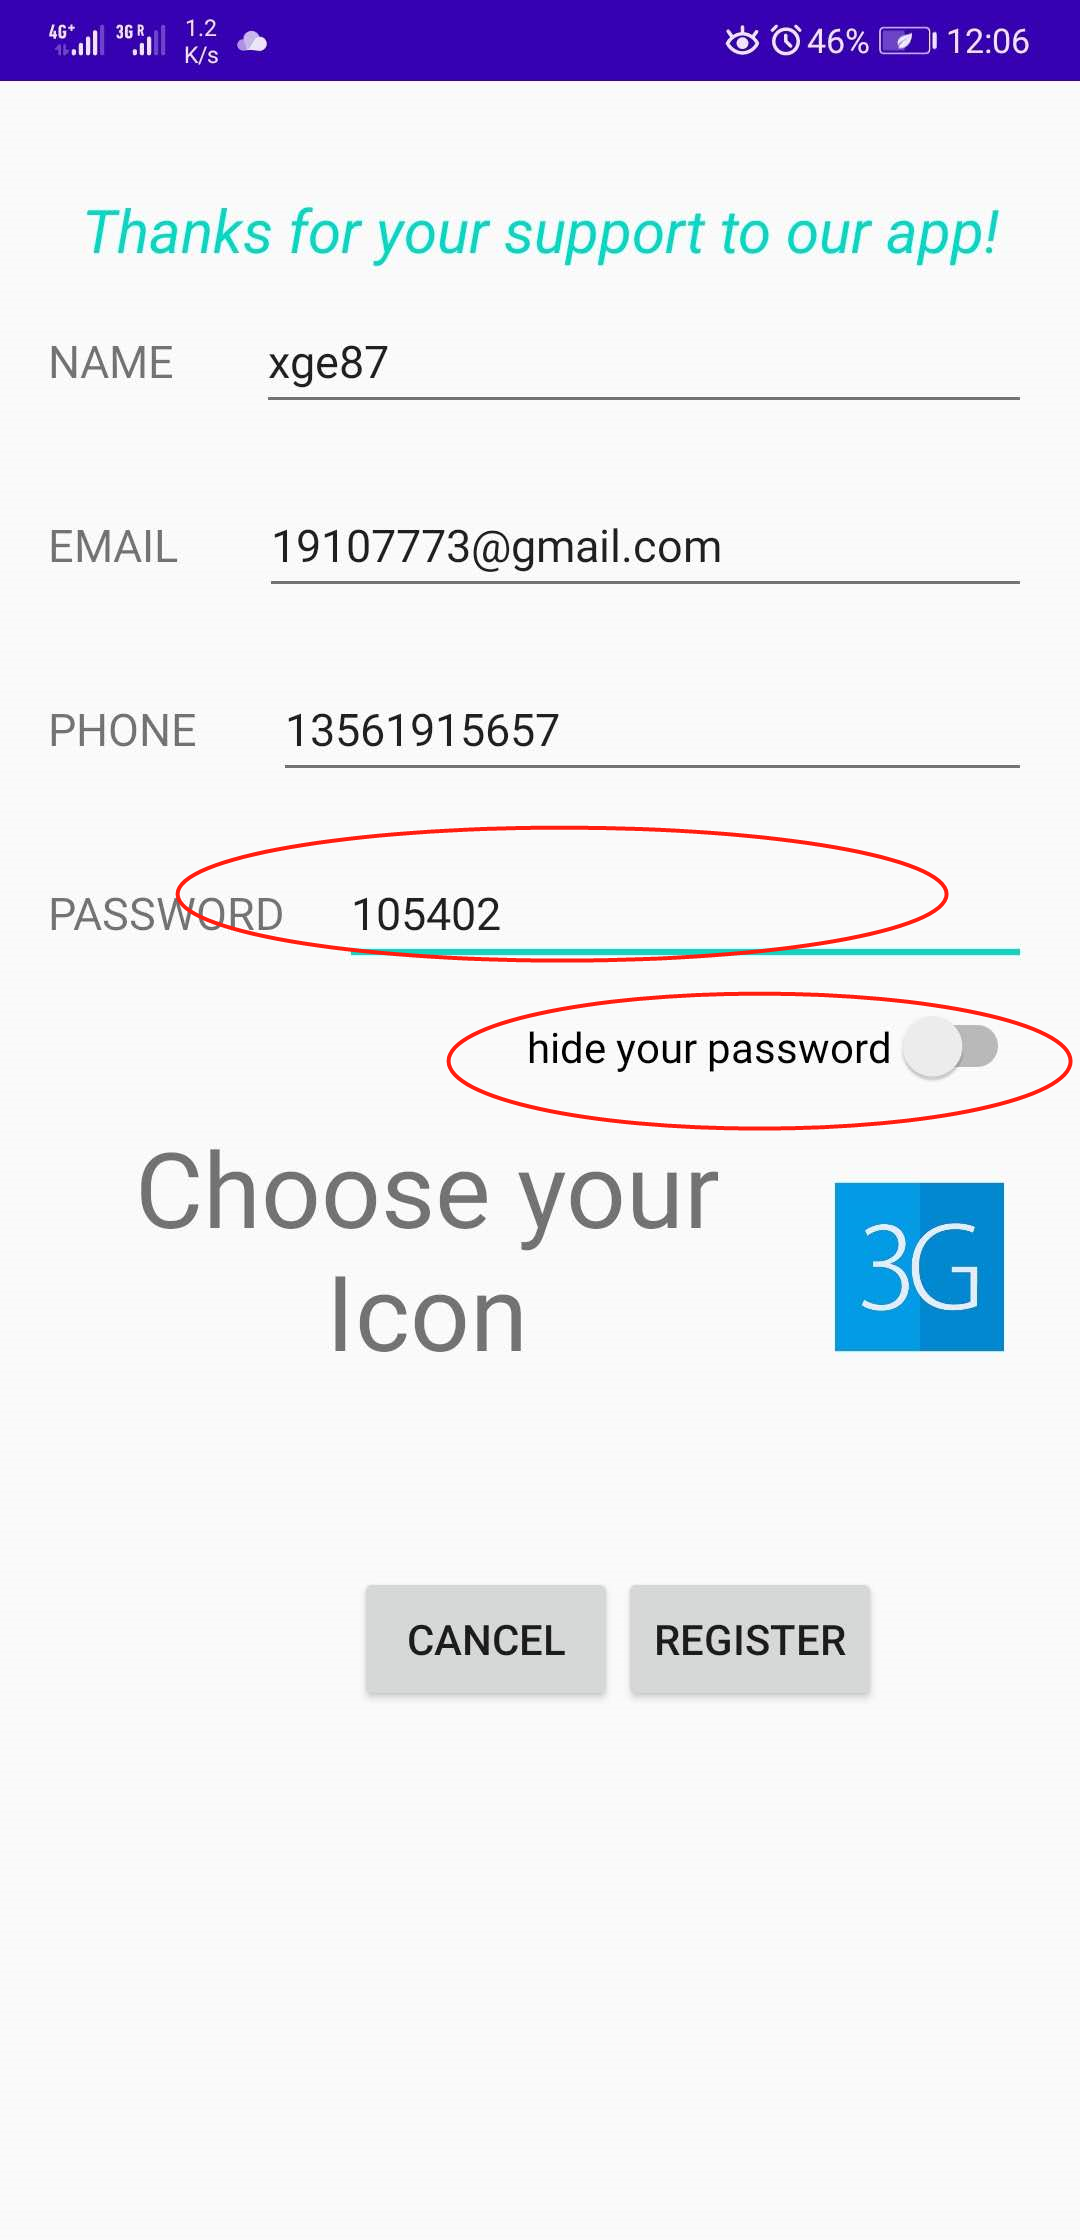 4G+ 3G R 1.2 K/s 46% 12:06
Thanks for your support to our app!
NAME xge87
EMAIL 19107773@gmail.com
PHONE 13561915657
PASSWORD 105402
hide your password
Choose your
Icon
3G
CANCEL REGISTER